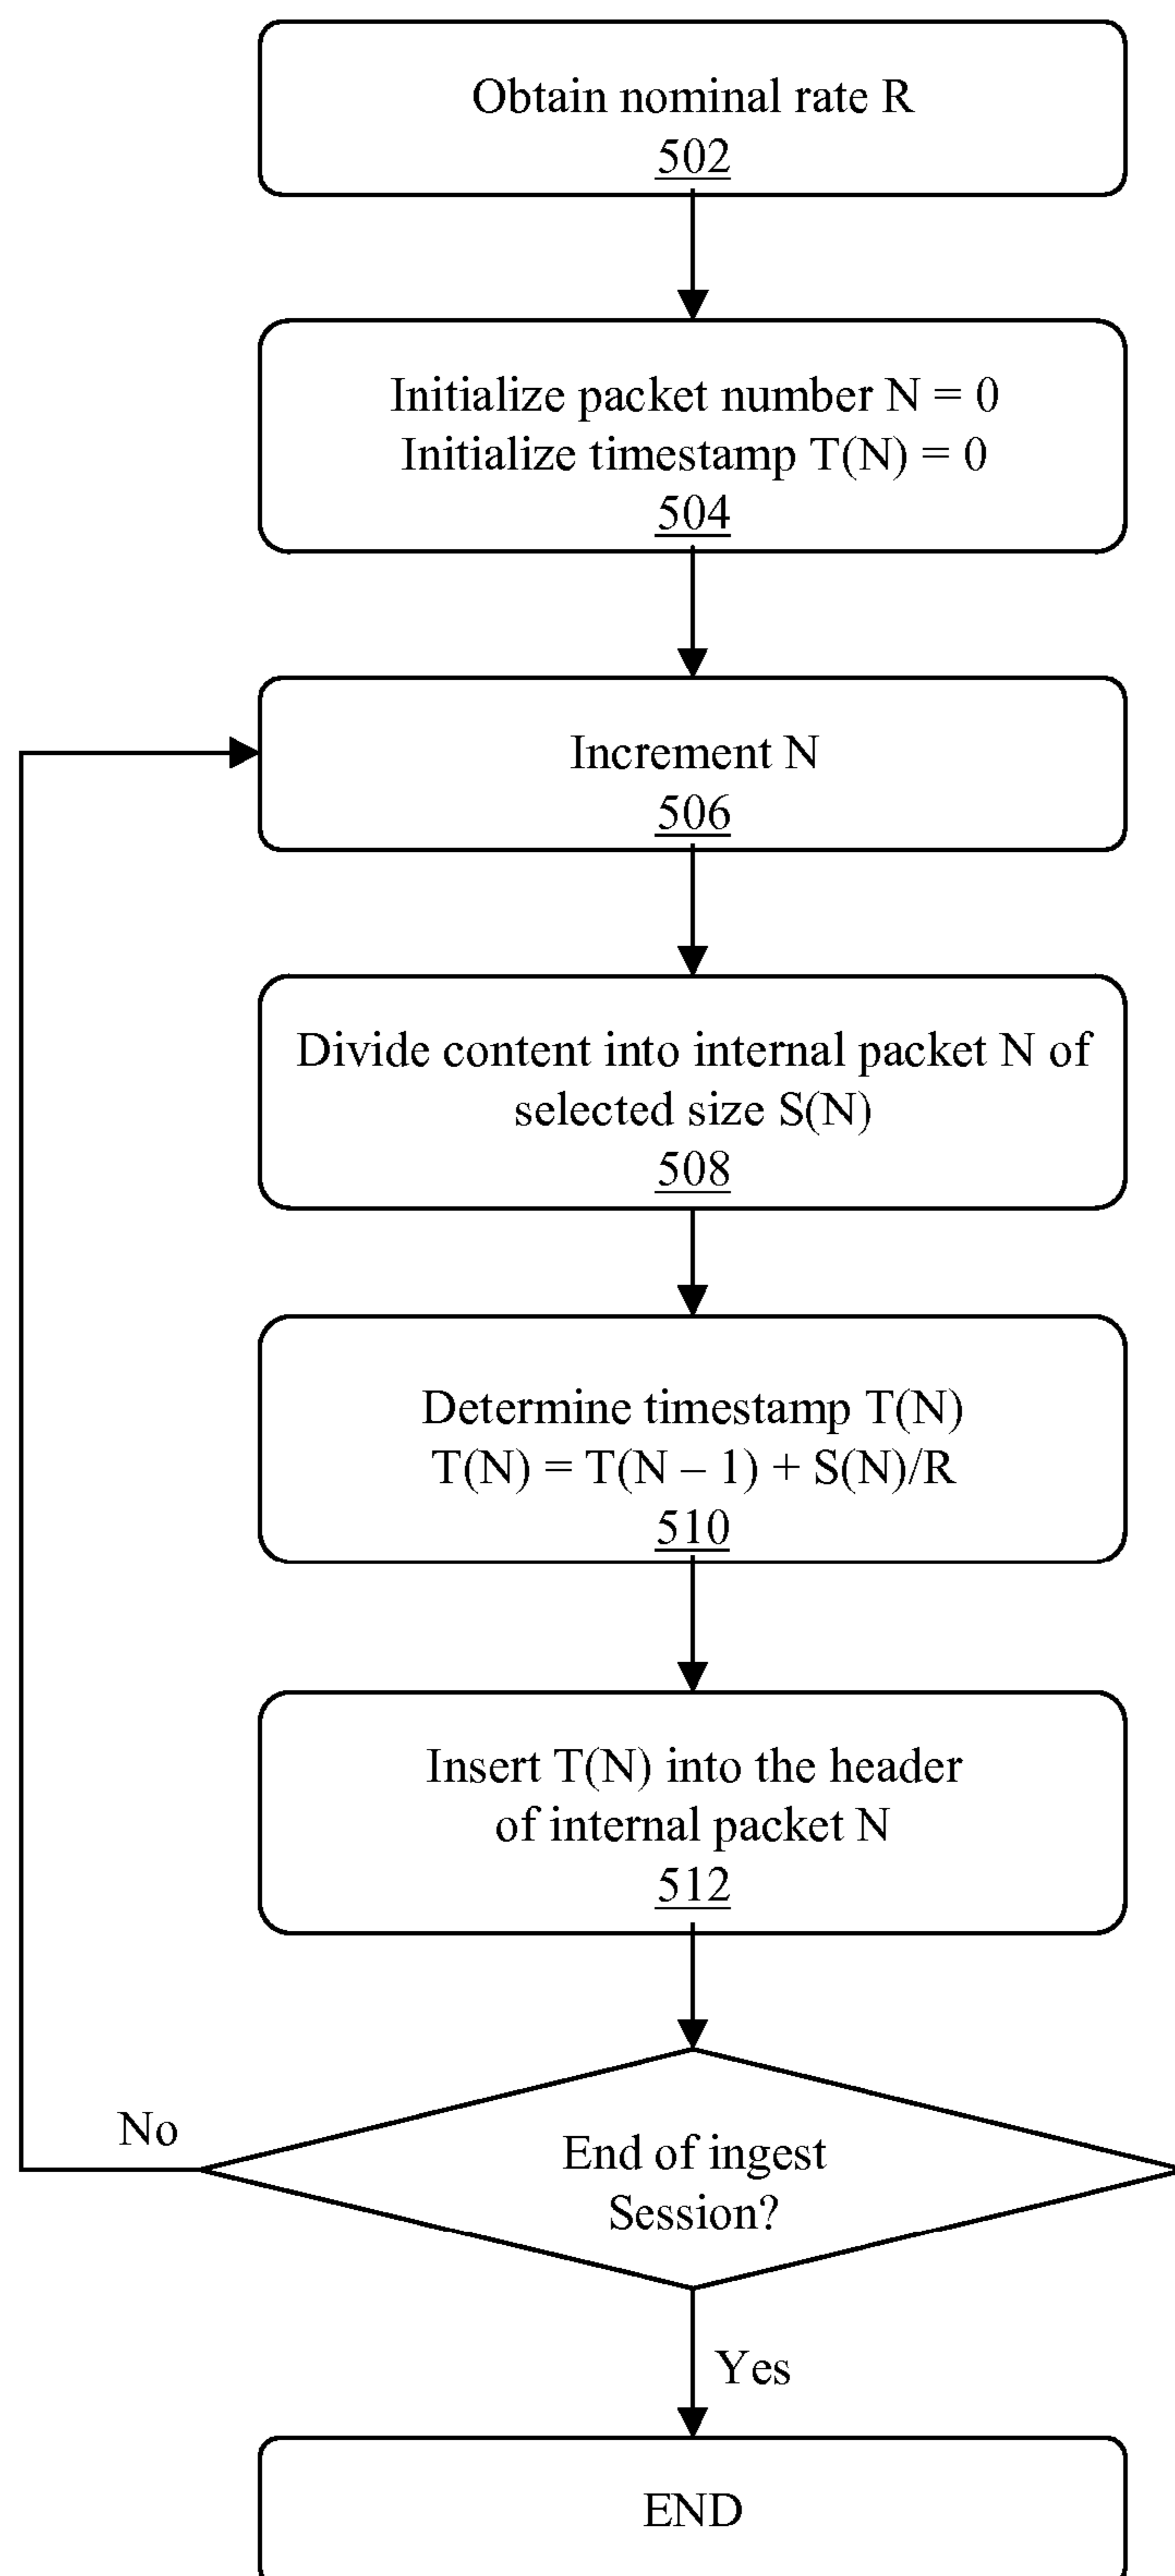 Obtain nominal rate R
502
Initialize packet number N = 0
Initialize timestamp T(N) = 0
504
Increment N
506
Divide content into internal packet N of
selected size S(N)
508
Determine timestamp T(N)
T(N) = T(N – 1) + S(N)/R
510
Insert T(N) into the header
of internal packet N
512
No
End of ingest
Session?
Yes
END